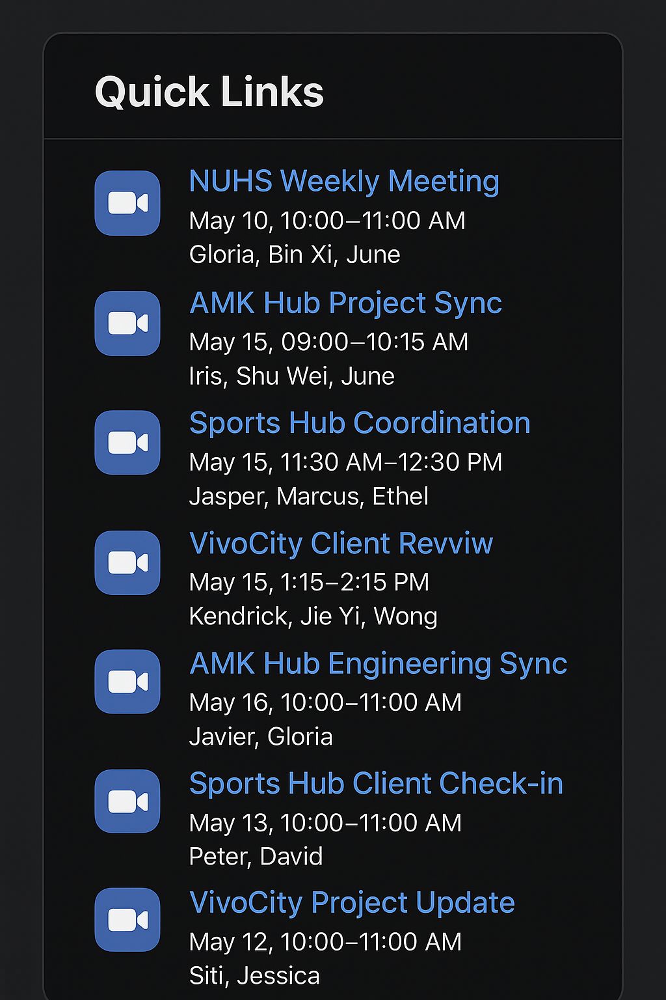 Quick Links
NUHS Weekly Meeting
May 10, 10:00–11:00 AM
Gloria, Bin Xi, June
AMK Hub Project Sync
May 15, 09:00–10:15 AM
Iris, Shu Wei, June
Sports Hub Coordination
May 15, 11:30 AM–12:30 PM
Jasper, Marcus, Ethel
VivoCity Client Revviw
May 15, 1:15–2:15 PM
Kendrick, Jie Yi, Wong
AMK Hub Engineering Sync
May 16, 10:00–11:00 AM
Javier, Gloria
Sports Hub Client Check-in
May 13, 10:00–11:00 AM
Peter, David
VivoCity Project Update
May 12, 10:00–11:00 AM
Siti, Jessica